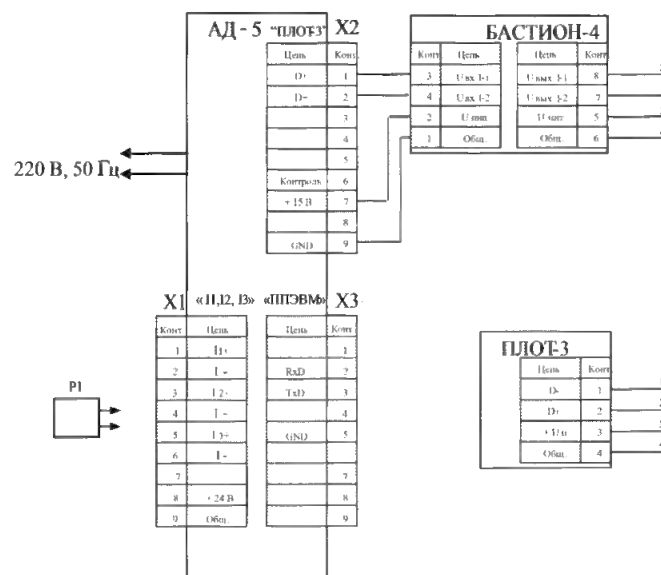 АД - 5 "ПЛОТ-3" X2
Цепь Конт
D+ 1
D- 2
3
4
5
Контроль 6
+ 15 В 7
8
GND 9
БАСТИОН-4
Конт Цепь Цепь Конт
3 U вх 1-1 U вых 1-1 8
4 U вх 1-2 U вых 1-2 7
2 U пит U пит 5
1 Общ. Общ. 6
220 В, 50 Гц
X1 «I1,I2, I3» «ППЭВМ» X3
Конт Цепь Цепь Конт
1 I1+ 1
2 I - RxD 2
3 I 2+ TxD 3
4 I - 4
5 I 3+ GND 5
6 I -
7 7
8 + 24 В 8
9 Общ. 9
P1
ПЛОТ-3
Цепь Конт
D- 1
D+ 2
3
Общ. 4